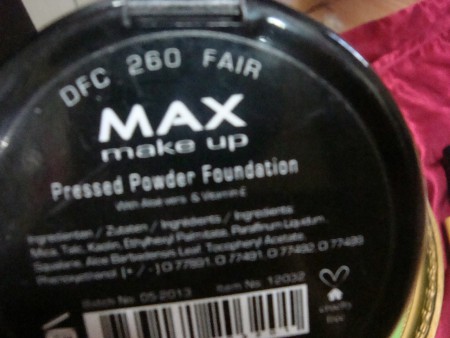 DFC 260 FAIR
MAX
make up
Pressed Powder Foundation
With Aloe vera & Vitamin-E
Ingredienten / Zutaten / Ingrédients / Ingredients:
Mica, Talc, Kaolin, Ethylhexyl Palmitate, Paraffinum Liquidum,
Squalane, Aloe Barbadensis Leaf, Tocopheryl Acetate,
Phenoxyethanol [+ / -] CI 77891, CI 77491, CI 77492, CI 77499
Batch No 05-2013 Item No 12032
cruelty
free